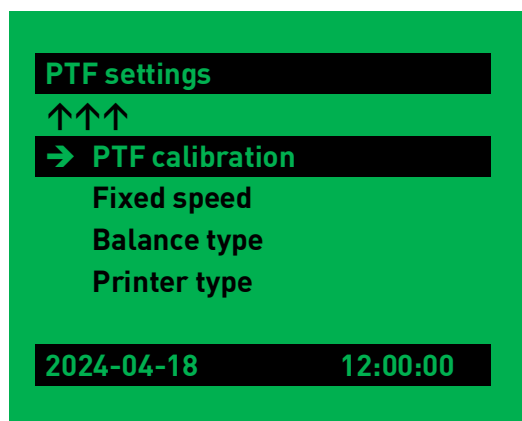 PTF settings
↑↑↑
→ PTF calibration
Fixed speed
Balance type
Printer type
2024-04-18 12:00:00